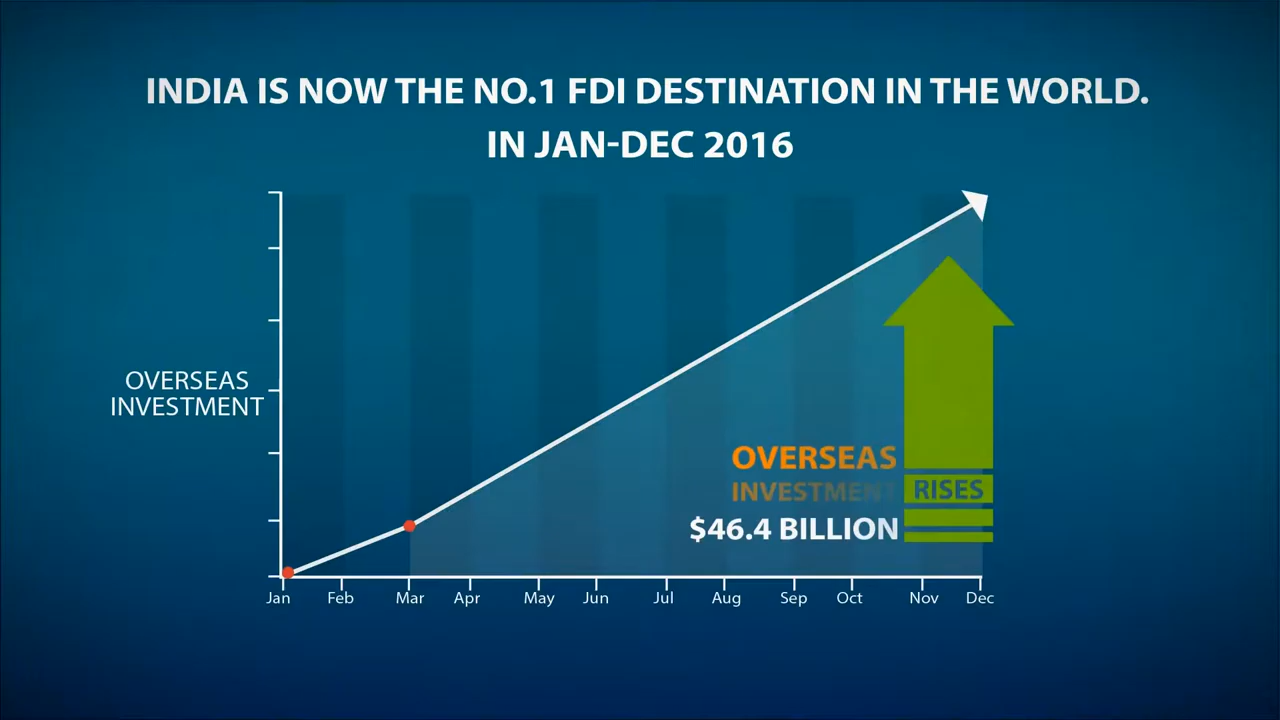 INDIA IS NOW THE NO.1 FDI DESTINATION IN THE WORLD.
IN JAN-DEC 2016
OVERSEAS
INVESTMENT
OVERSEAS
INVESTMENT RISES
$46.4 BILLION
Jan Feb Mar Apr May Jun Jul Aug Sep Oct Nov Dec